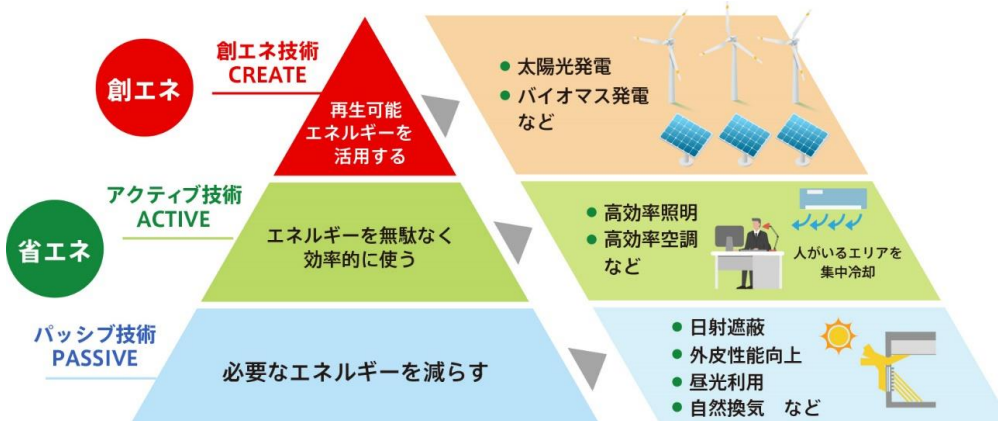 創エネ
創エネ技術
CREATE
再生可能
エネルギーを
活用する
● 太陽光発電
● バイオマス発電
など
省エネ
アクティブ技術
ACTIVE
エネルギーを無駄なく
効率的に使う
● 高効率照明
● 高効率空調
など
人がいるエリアを
集中冷却
パッシブ技術
PASSIVE
必要なエネルギーを減らす
● 日射遮蔽
● 外皮性能向上
● 昼光利用
● 自然換気　など